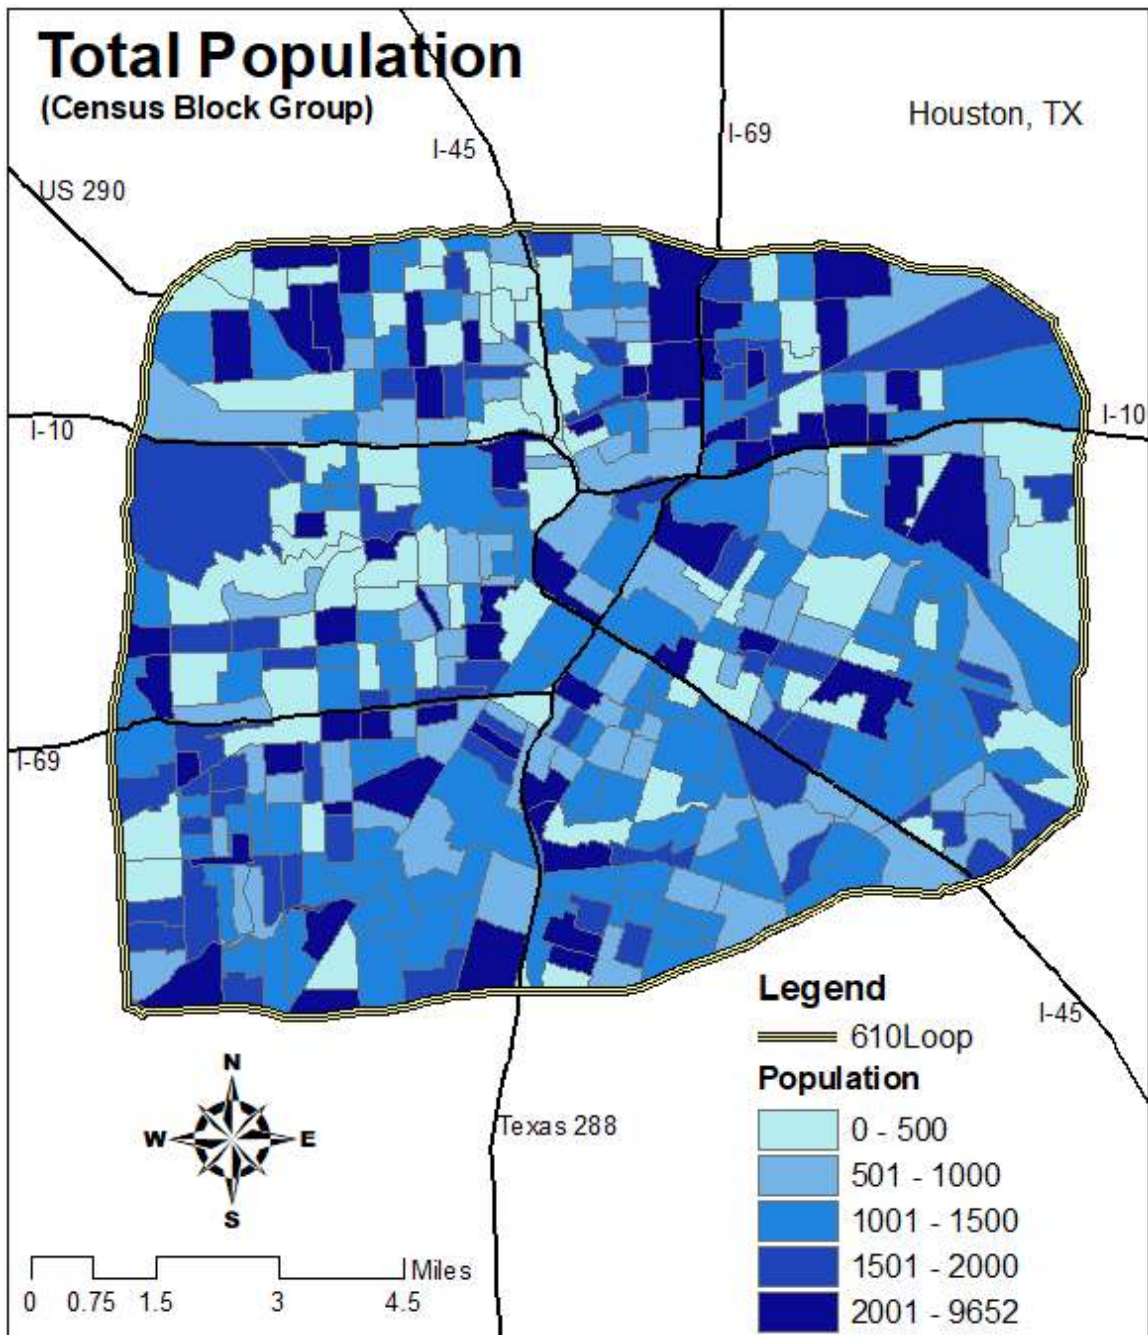 Total Population
(Census Block Group)
Houston, TX
I-45
I-69
US 290
I-10
I-10
I-69
Legend
610Loop
I-45
Population
N
W
E
S
0 - 500
501 - 1000
1001 - 1500
1501 - 2000
2001 - 9652
Texas 288
Miles
0 0.75 1.5 3 4.5